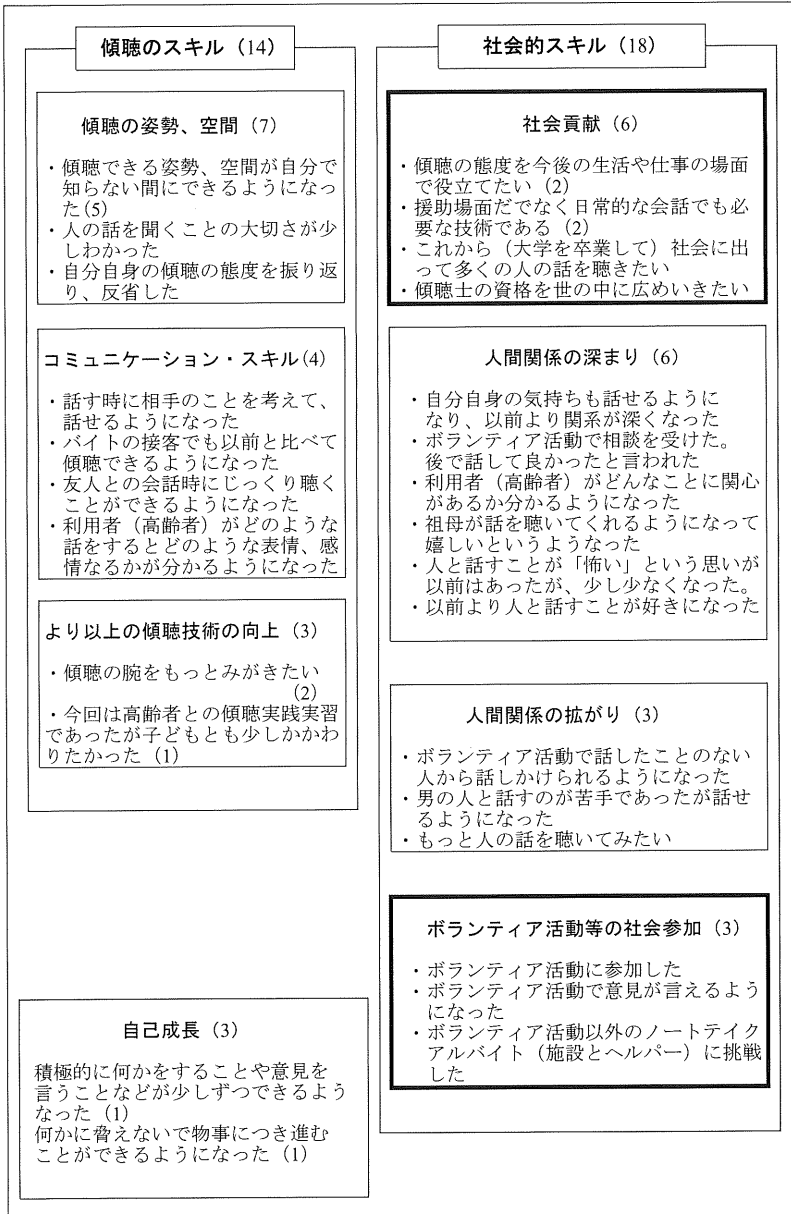 傾聴のスキル（14）
傾聴の姿勢、空間（7）
・傾聴できる姿勢、空間が自分で
知らない間にできるようになっ
た(5)
・人の話を聞くことの大切さが少
しわかった
・自分自身の傾聴の態度を振り返
り、反省した
コミュニケーション・スキル(4)
・話す時に相手のことを考えて、
話せるようになった
・バイトの接客でも以前と比べて
傾聴できるようになった
・友人との会話時にじっくり聴く
ことができるようになった
・利用者（高齢者）がどのような
話をするとどのような表情、感
情なるかが分かるようになった
より以上の傾聴技術の向上（3）
・傾聴の腕をもっとみがきたい
（2）
・今回は高齢者との傾聴実践実習
であったが子どもとも少しかかわ
りたかった（1）
自己成長（3）
積極的に何かをすることや意見を
言うことなどが少しずつできるよう
なった（1）
何かに脅えないで物事につき進む
ことができるようになった（1）
社会的スキル（18）
社会貢献（6）
・傾聴の態度を今後の生活や仕事の場面
で役立てたい（2）
・援助場面だでなく日常的な会話でも必
要な技術である（2）
・これから（大学を卒業して）社会に出
って多くの人の話を聴きたい
・傾聴士の資格を世の中に広めいきたい
人間関係の深まり（6）
・自分自身の気持ちも話せるように
なり、以前より関係が深くなった
・ボランティア活動で相談を受けた。
後で話して良かったと言われた
・利用者（高齢者）がどんなことに関心
があるか分かるようになった
・祖母が話を聴いてくれるようになって
嬉しいというようなった
・人と話すことが「怖い」という思いが
以前はあったが、少し少なくなった。
・以前より人と話すことが好きになった
人間関係の拡がり（3）
・ボランティア活動で話したことのない
人から話しかけられるようになった
・男の人と話すのが苦手であったが話せ
るようになった
・もっと人の話を聴いてみたい
ボランティア活動等の社会参加（3）
・ボランティア活動に参加した
・ボランティア活動で意見が言えるよう
になった
・ボランティア活動以外のノートテイク
アルバイト（施設とヘルパー）に挑戦
した